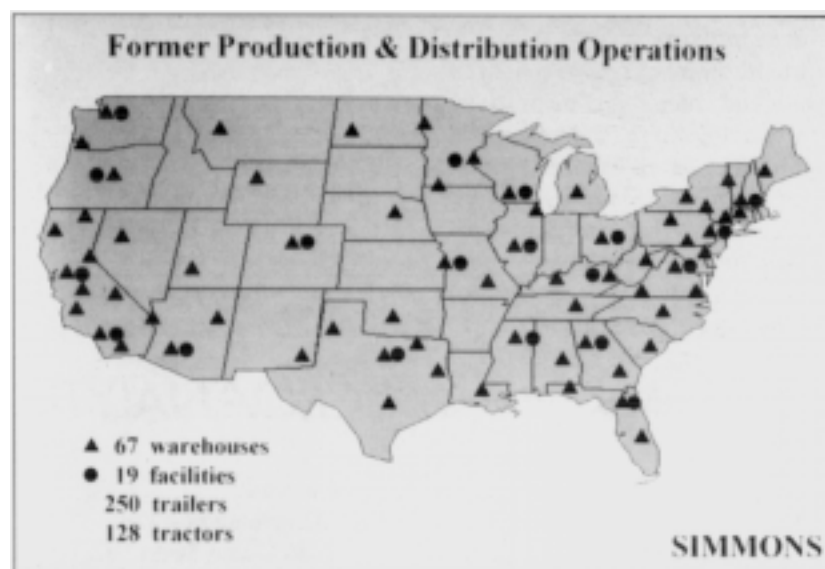 Former Production & Distribution Operations
67 warehouses
19 facilities
250 trailers
128 tractors
SIMMONS